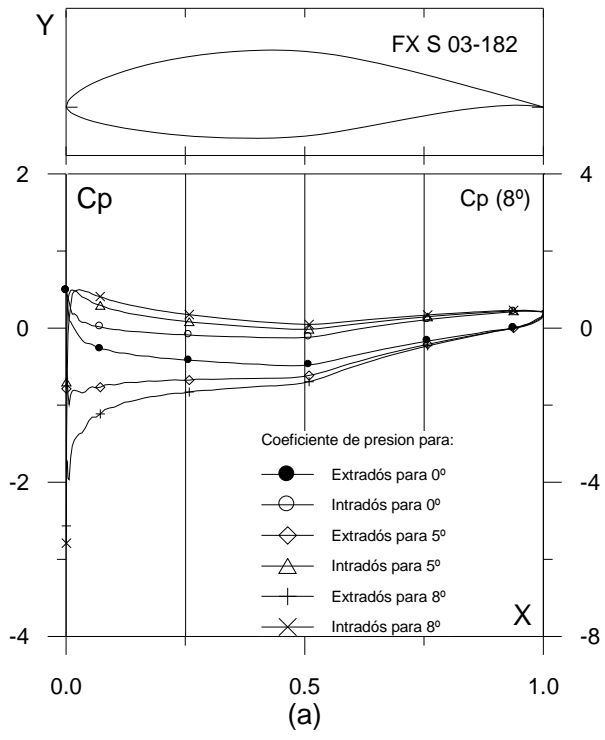 Y
FX S 03-182
2
4
Cp
Cp (8º)
0
0
Coeficiente de presion para:
Extradós para 0º
-2
-4
Intradós para 0º
Extradós para 5º
Intradós para 5º
Extradós para 8º
X
Intradós para 8º
-4
-8
0.0
0.5
1.0
(a)